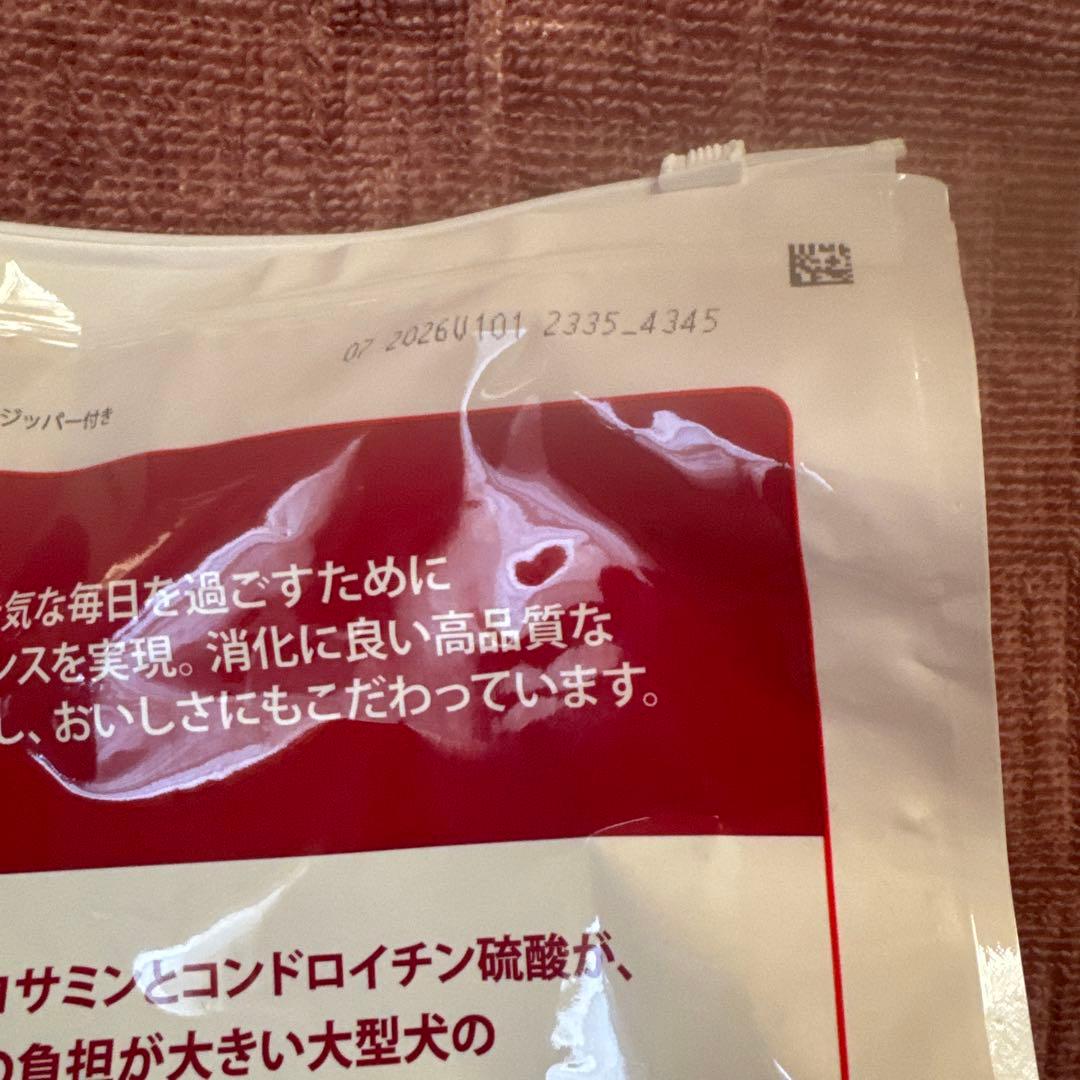 07 2026V101 2335_4345
ジッパー付き
気な毎日を過ごすために
ンスを実現。消化に良い高品質な
し、おいしさにもこだわっています。
コサミンとコンドロイチン硫酸が、
の負担が大きい大型犬の